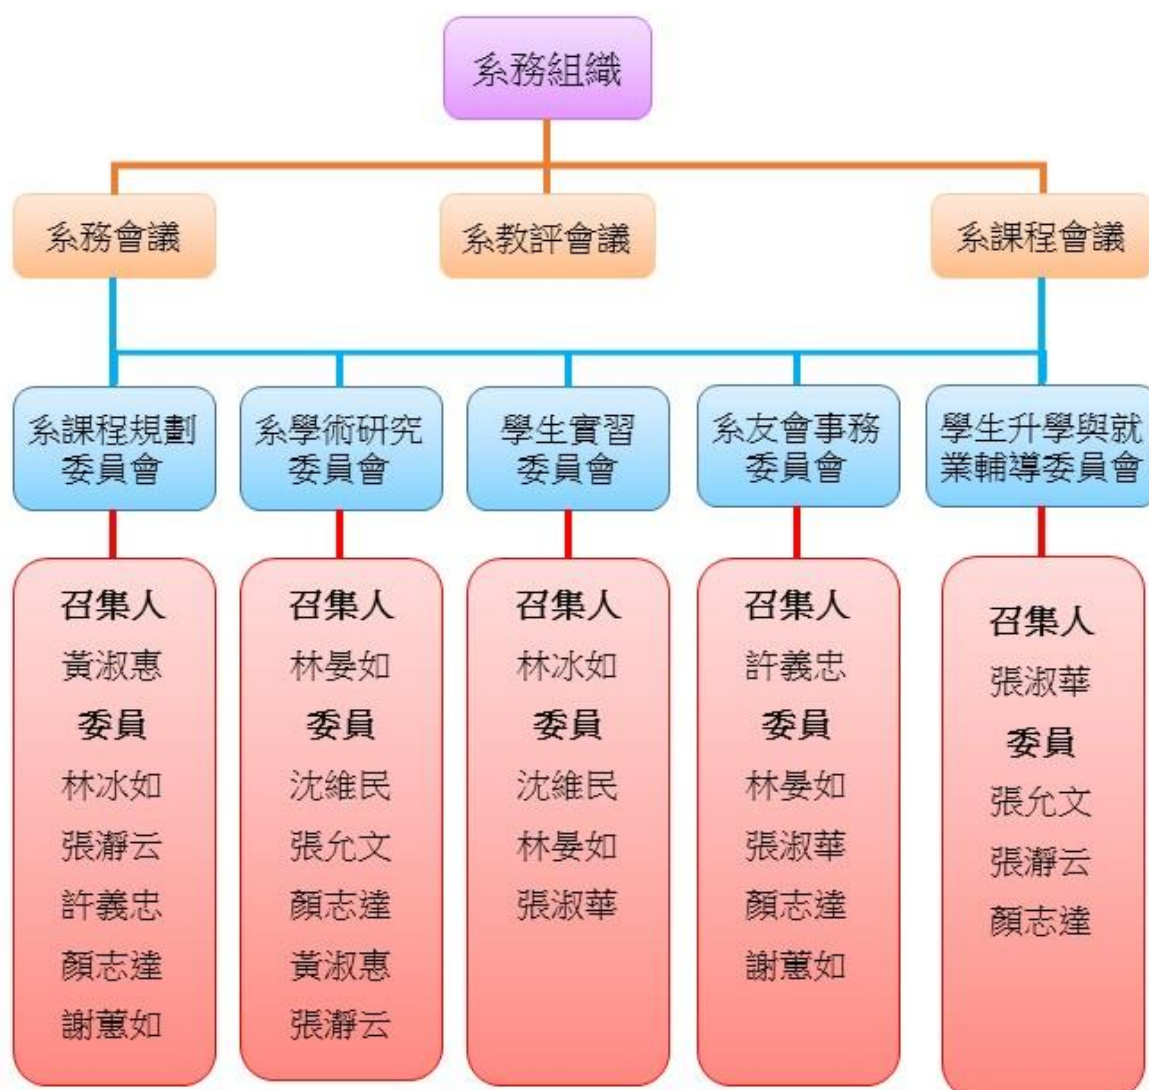 系務組織
系務會議
系教評會議
系課程會議
系課程規劃
委員會
系學術研究
委員會
學生實習
委員會
系友會事務
委員會
學生升學與就
業輔導委員會
召集人
黃淑惠
委員
林冰如
張瀞云
許義忠
顏志達
謝蕙如
召集人
林晏如
委員
沈維民
張允文
顏志達
黃淑惠
張瀞云
召集人
林冰如
委員
沈維民
林晏如
張淑華
召集人
許義忠
委員
林晏如
張淑華
顏志達
謝蕙如
召集人
張淑華
委員
張允文
張瀞云
顏志達